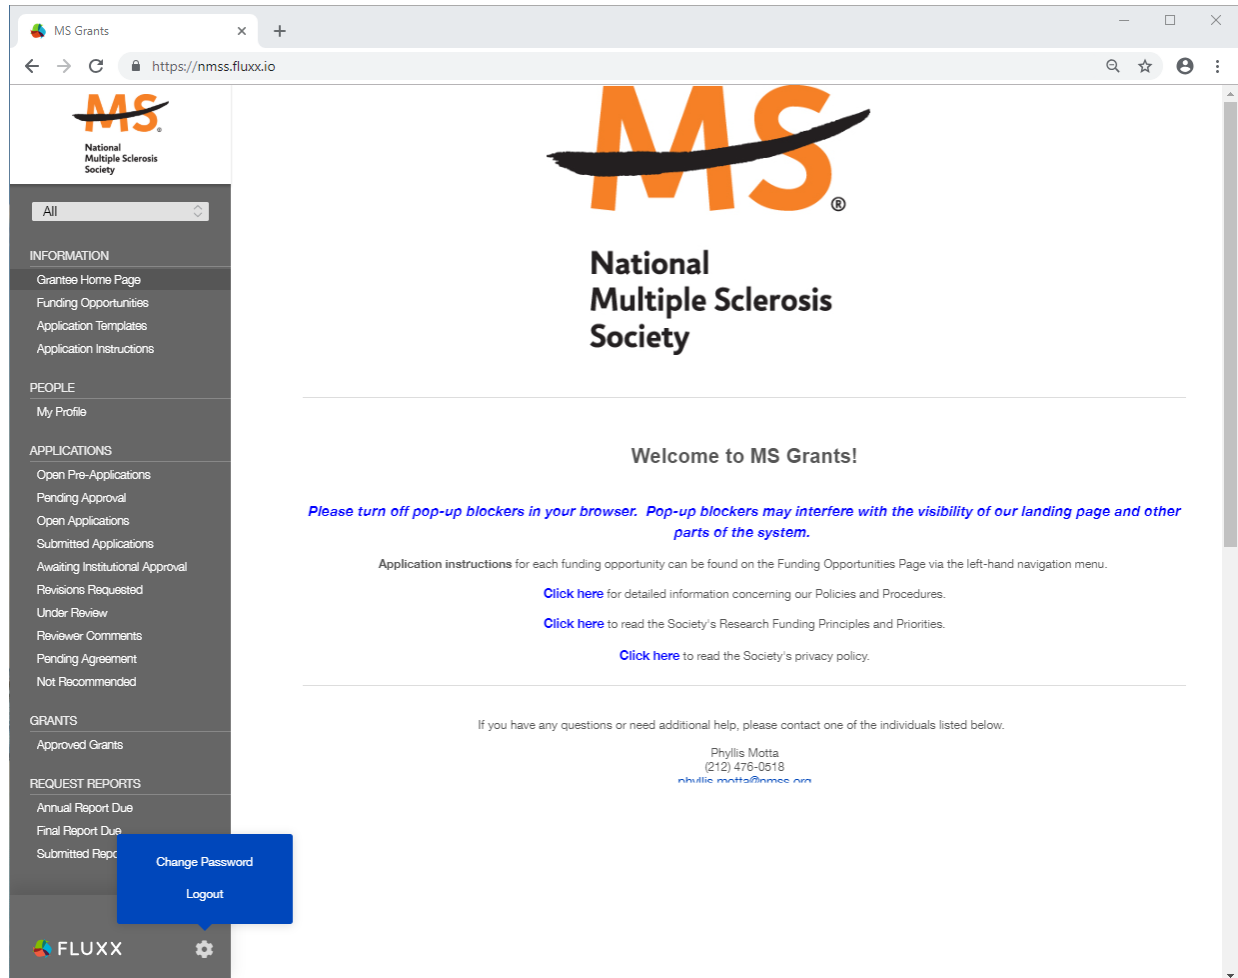 MS Grants
https://nmss.fluxx.io
MS®
National
Multiple Sclerosis
Society
All
INFORMATION
Grantee Home Page
Funding Opportunities
Application Templates
Application Instructions
PEOPLE
My Profile
APPLICATIONS
Open Pre-Applications
Pending Approval
Open Applications
Submitted Applications
Awaiting Institutional Approval
Revisions Requested
Under Review
Reviewer Comments
Pending Agreement
Not Recommended
GRANTS
Approved Grants
REQUEST REPORTS
Annual Report Due
Final Report Due
Submitted Repo
Change Password
Logout
FLUXX
MS®
National
Multiple Sclerosis
Society
Welcome to MS Grants!
Please turn off pop-up blockers in your browser.  Pop-up blockers may interfere with the visibility of our landing page and other
parts of the system.
Application instructions for each funding opportunity can be found on the Funding Opportunities Page via the left-hand navigation menu.
Click here for detailed information concerning our Policies and Procedures.
Click here to read the Society's Research Funding Principles and Priorities.
Click here to read the Society's privacy policy.
If you have any questions or need additional help, please contact one of the individuals listed below.
Phyllis Motta
(212) 476-0518
phyllis.motta@nmss.org